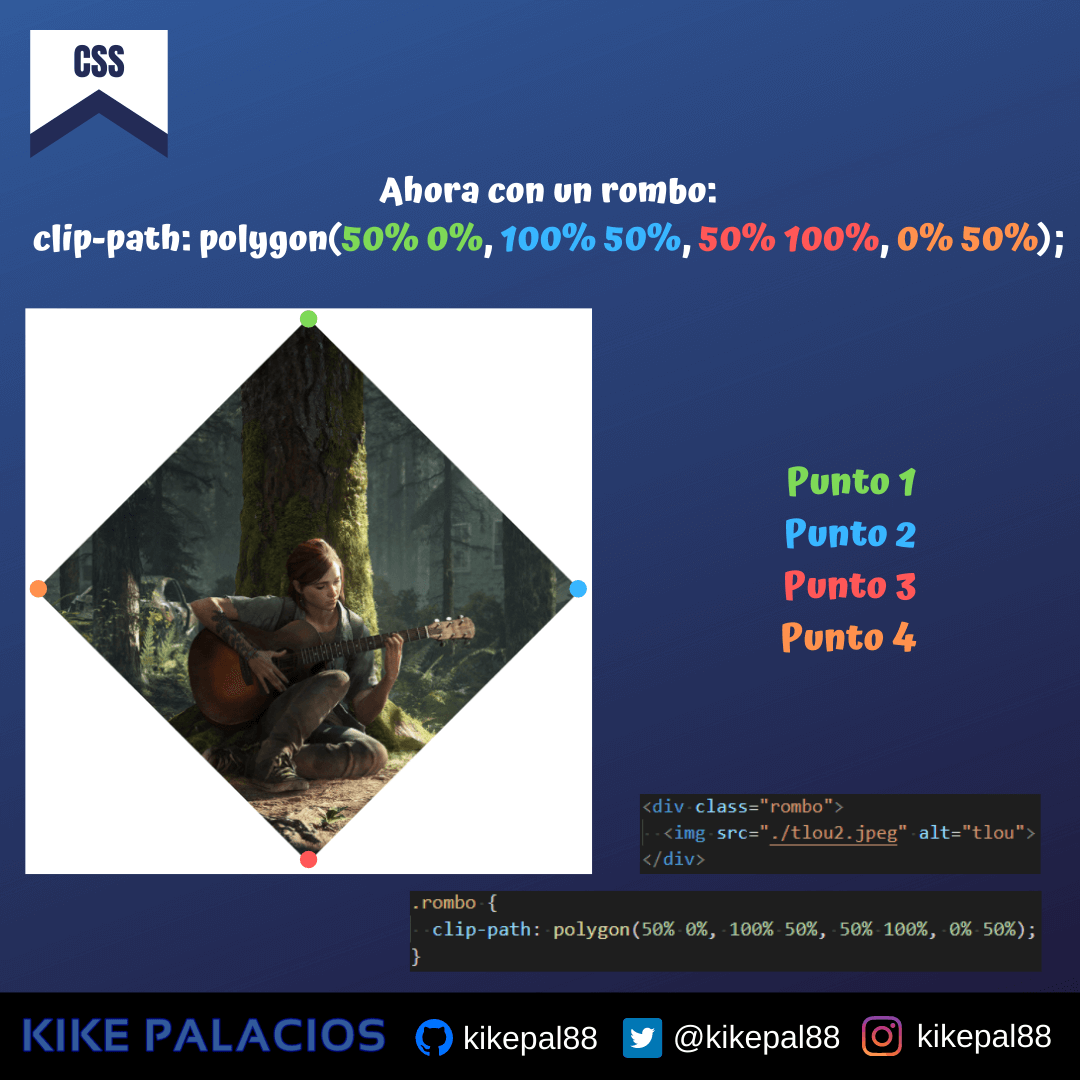 CSS
Ahora con un rombo:
clip-path: polygon(50% 0%, 100% 50%, 50% 100%, 0% 50%);
Punto 1
Punto 2
Punto 3
Punto 4
<div class="rombo">
  <img src="./tlou2.jpeg" alt="tlou">
</div>
.rombo {
  clip-path: polygon(50% 0%, 100% 50%, 50% 100%, 0% 50%);
}
KIKE PALACIOS kikepal88 @kikepal88 kikepal88